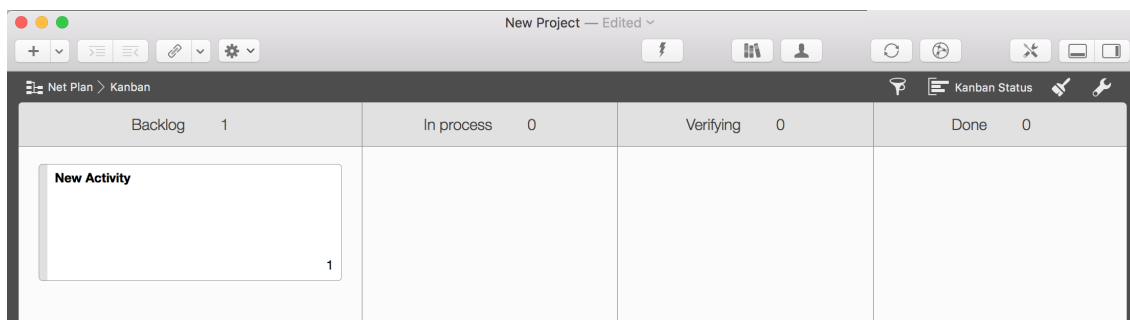 New Project — Edited
Net Plan > Kanban
Kanban Status
Backlog 1
In process 0
Verifying 0
Done 0
New Activity
1